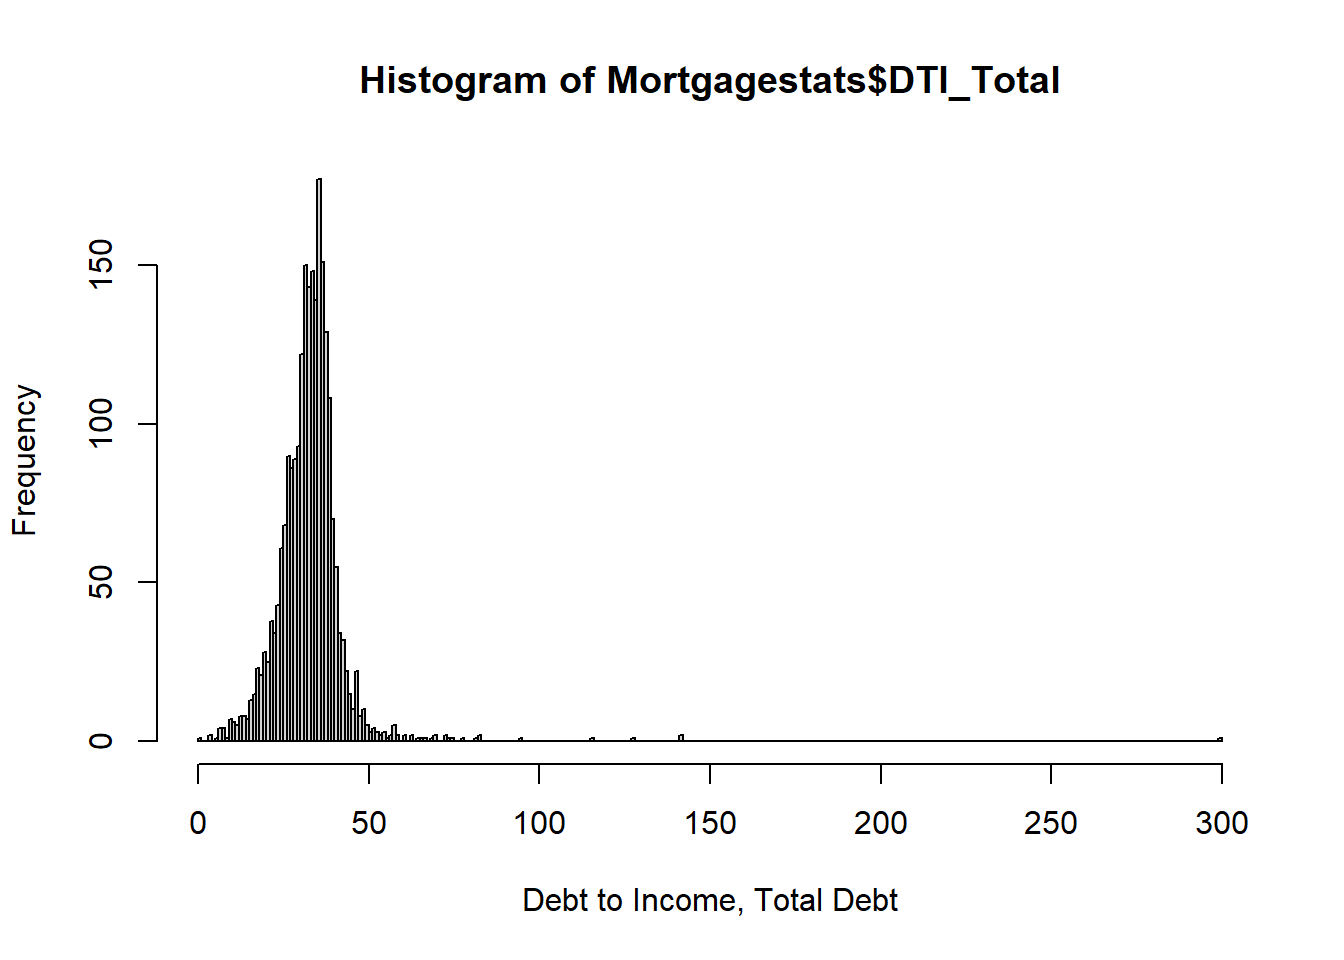 Histogram of Mortgagestats$DTI_Total
Frequency
150
100
50
0
0 50 100 150 200 250 300
Debt to Income, Total Debt